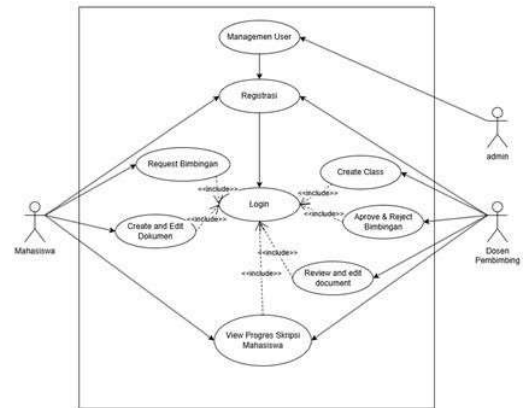 Managemen User
Registrasi
admin
Request Bimbingan
Create Class
<<include>>
<<include>>
Login
Mahasiswa
Create and Edit
Dokumen
<<include>>
<<include>>
Aprove & Reject
Bimbingan
Dosen
Pembimbing
<<include>>
<<include>>
Review and edit
document
View Progres Skripsi
Mahasiswa